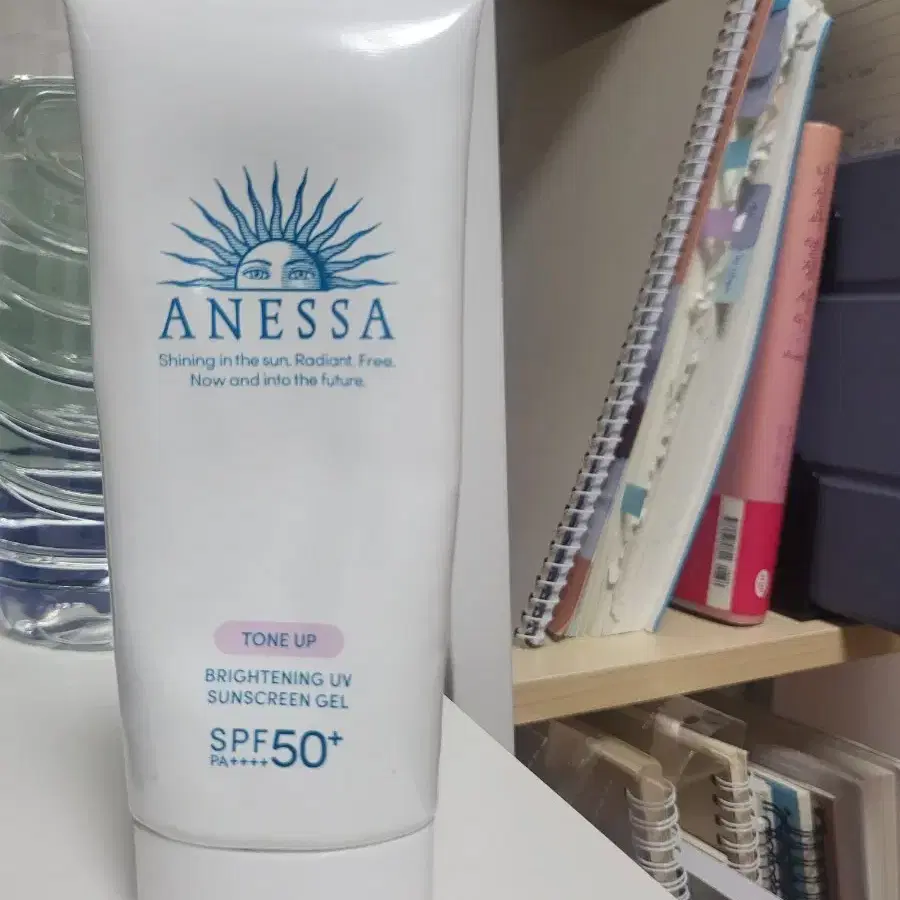 ANESSA
Shining in the sun. Radiant. Free.
Now and into the future.
TONE UP
BRIGHTENING UV
SUNSCREEN GEL
SPF50+
PA++++